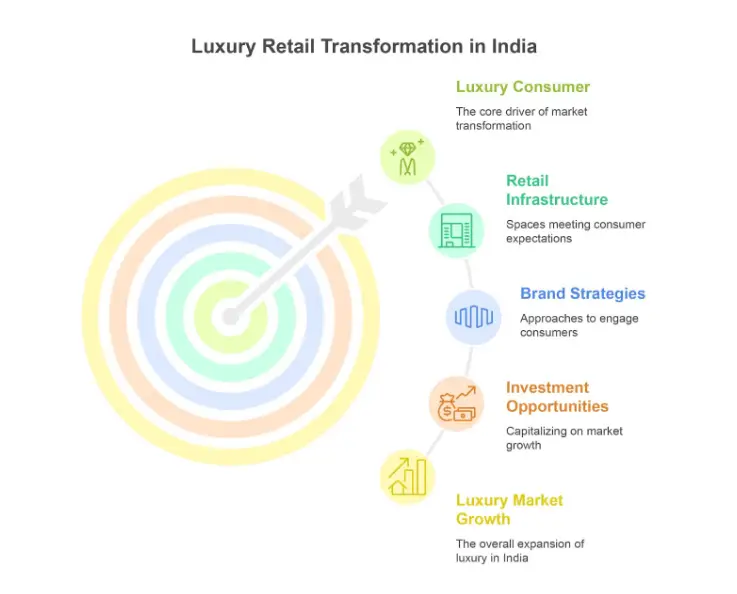 Luxury Retail Transformation in India
Luxury Consumer
The core driver of market
transformation
Retail
Infrastructure
Spaces meeting consumer
expectations
Brand Strategies
Approaches to engage
consumers
Investment
Opportunities
Capitalizing on market
growth
Luxury Market
Growth
The overall expansion of
luxury in India